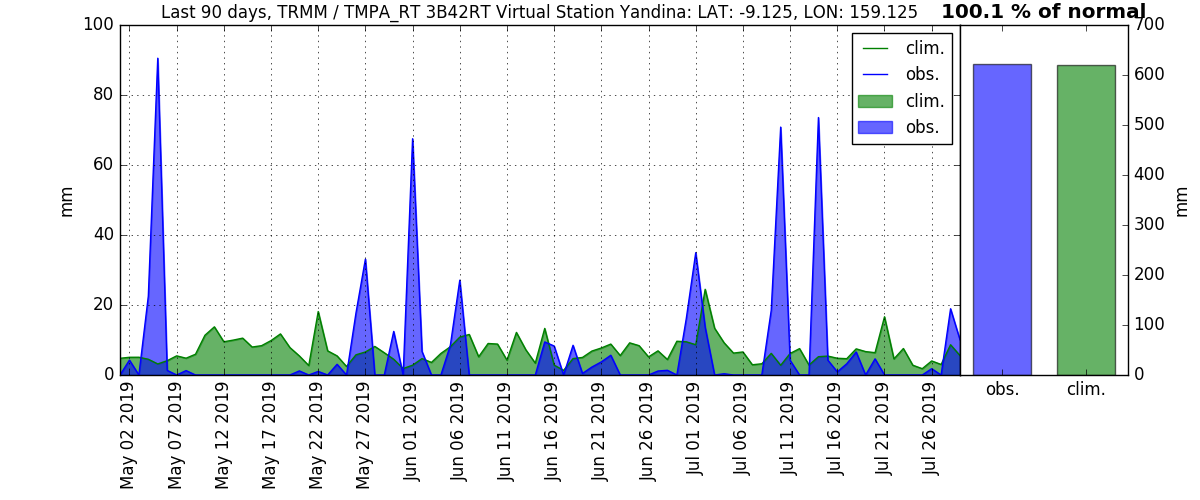 Last 90 days, TRMM / TMPA_RT 3B42RT Virtual Station Yandina: LAT: -9.125, LON: 159.125
100.1 % of normal
100
80
60
40
20
0
mm
clim.
obs.
clim.
obs.
May 02 2019
May 07 2019
May 12 2019
May 17 2019
May 22 2019
May 27 2019
Jun 01 2019
Jun 06 2019
Jun 11 2019
Jun 16 2019
Jun 21 2019
Jun 26 2019
Jul 01 2019
Jul 06 2019
Jul 11 2019
Jul 16 2019
Jul 21 2019
Jul 26 2019
700
600
500
400
300
200
100
0
mm
obs.
clim.